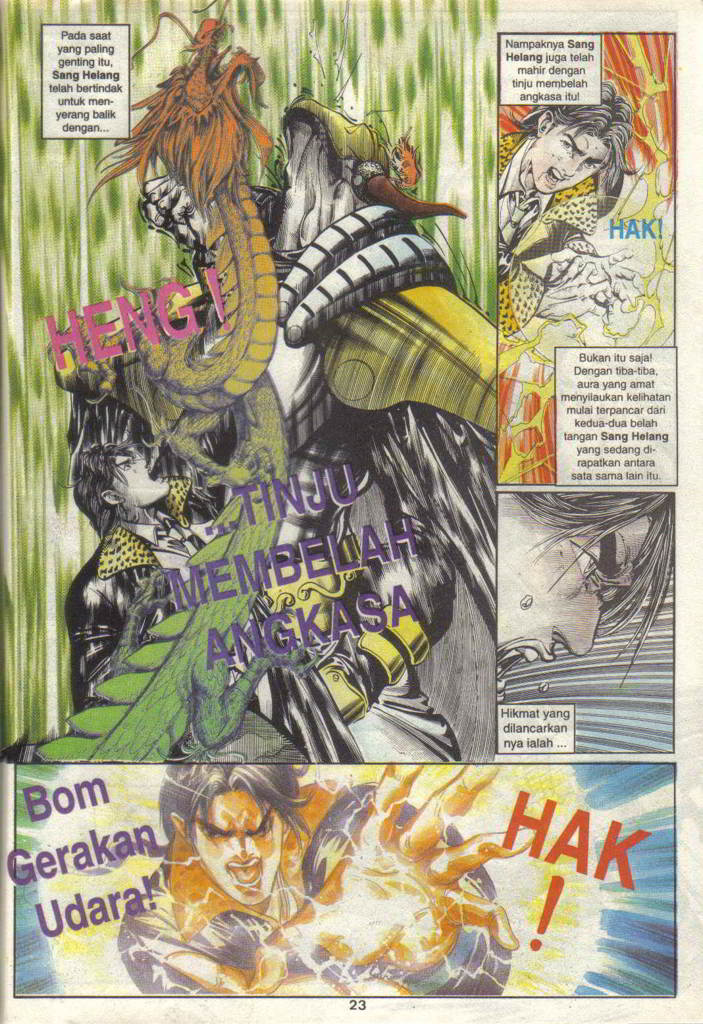 Pada saat
yang paling
genting itu,
Sang Helang
telah bertindak
untuk men-
yerang balik
dengan...
HENG!
...TINJU
MEMBELAH
ANGKASA
Nampaknya Sang
Helang juga telah
mahir dengan
tinju membelah
angkasa itu!
HAK!
Bukan itu saja!
Dengan tiba-tiba,
aura yang amat
menyilaukan kelihatan
mulai terpancar dari
kedua-dua belah
tangan Sang Helang
yang sedang di-
rapatkan antara
sata sama lain itu.
Hikmat yang
dilancarkan
nya ialah ...
Bom
Gerakan
Udara!
HAK
!
23